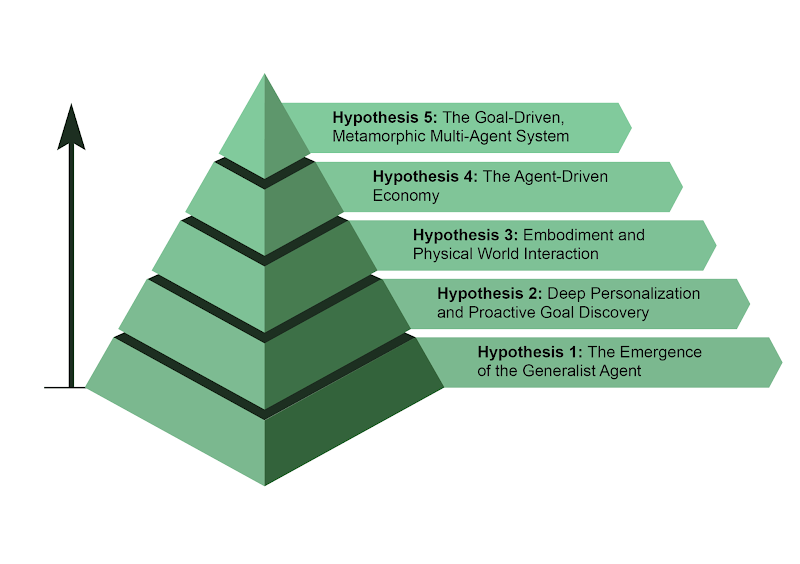 Hypothesis 5: The Goal-Driven,
Metamorphic Multi-Agent System
Hypothesis 4: The Agent-Driven
Economy
Hypothesis 3: Embodiment and
Physical World Interaction
Hypothesis 2: Deep Personalization
and Proactive Goal Discovery
Hypothesis 1: The Emergence
of the Generalist Agent